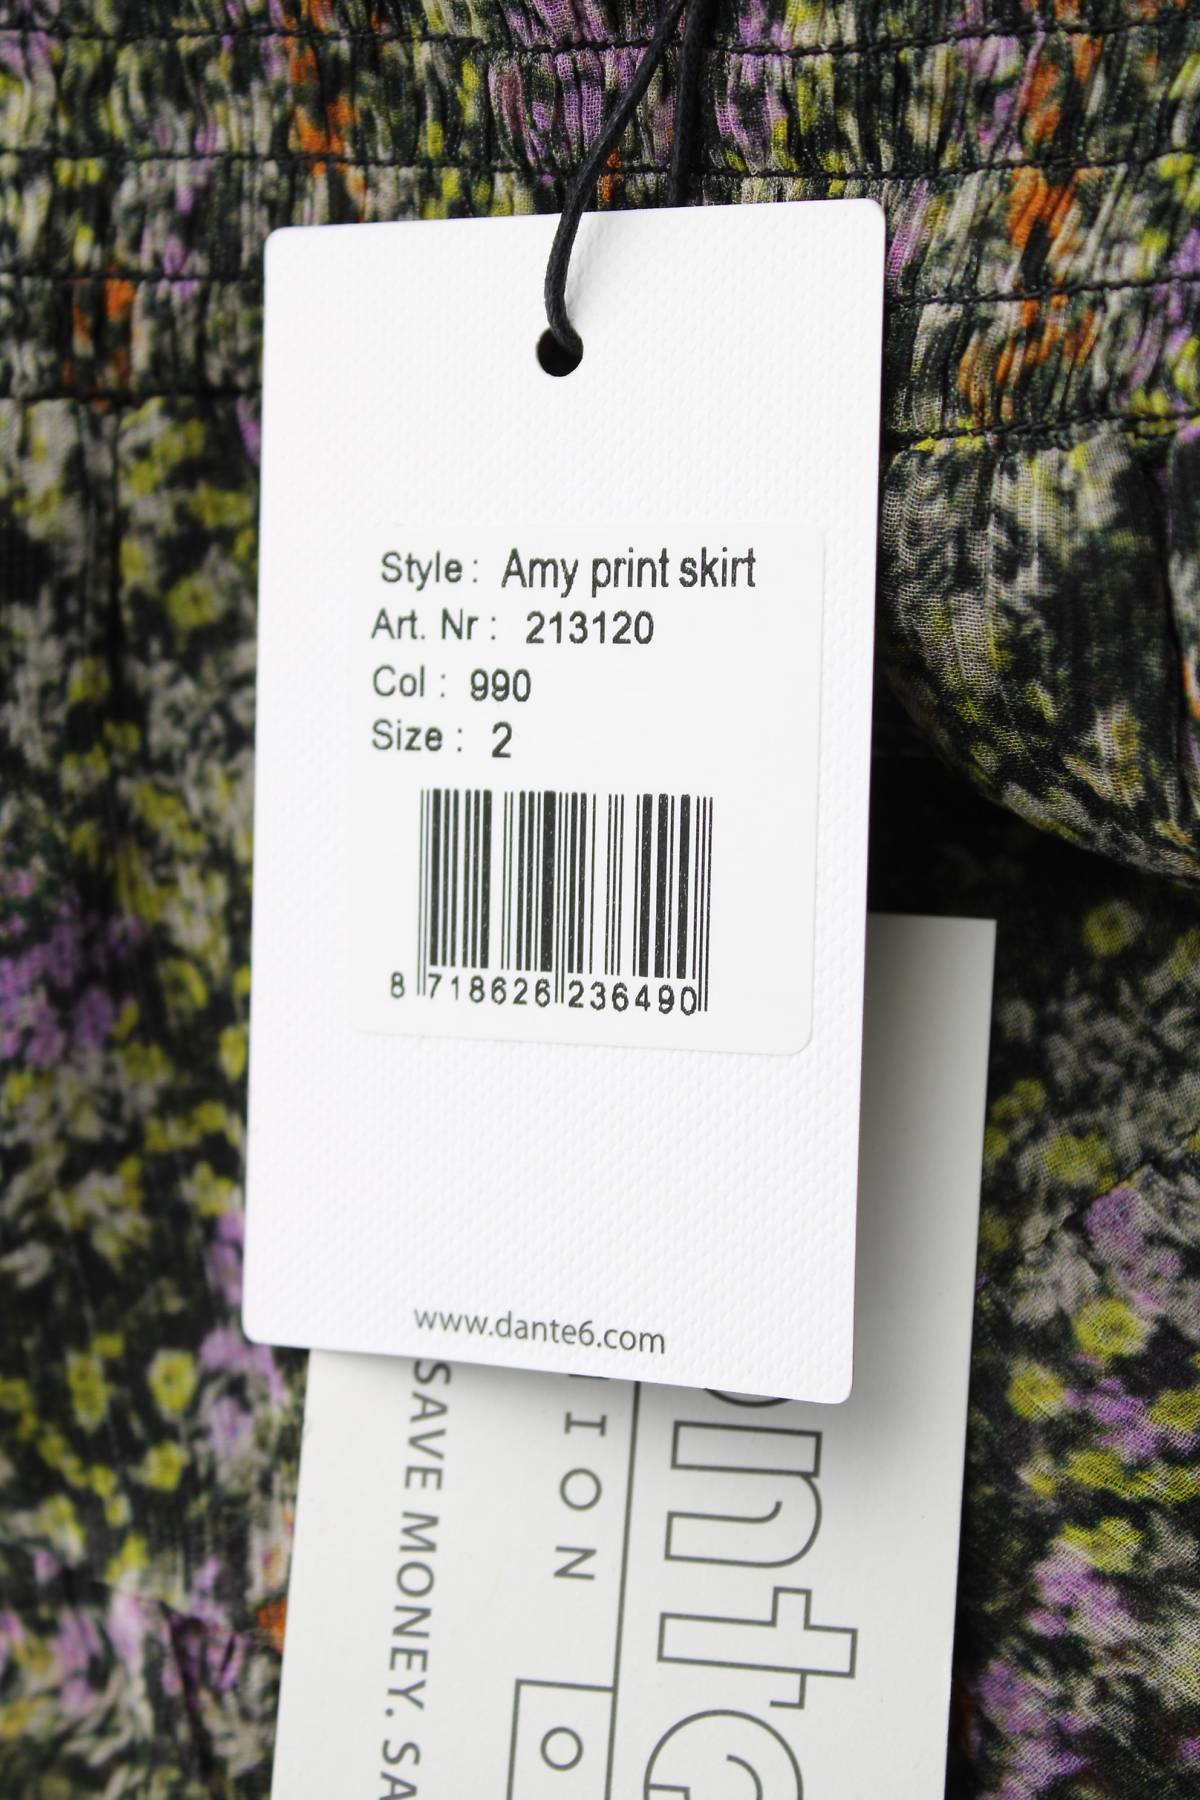 Style : Amy print skirt
Art. Nr : 213120
Col : 990
Size : 2
8 718626 236490
www.dante6.com
SAVE MONEY. SA
ION
O